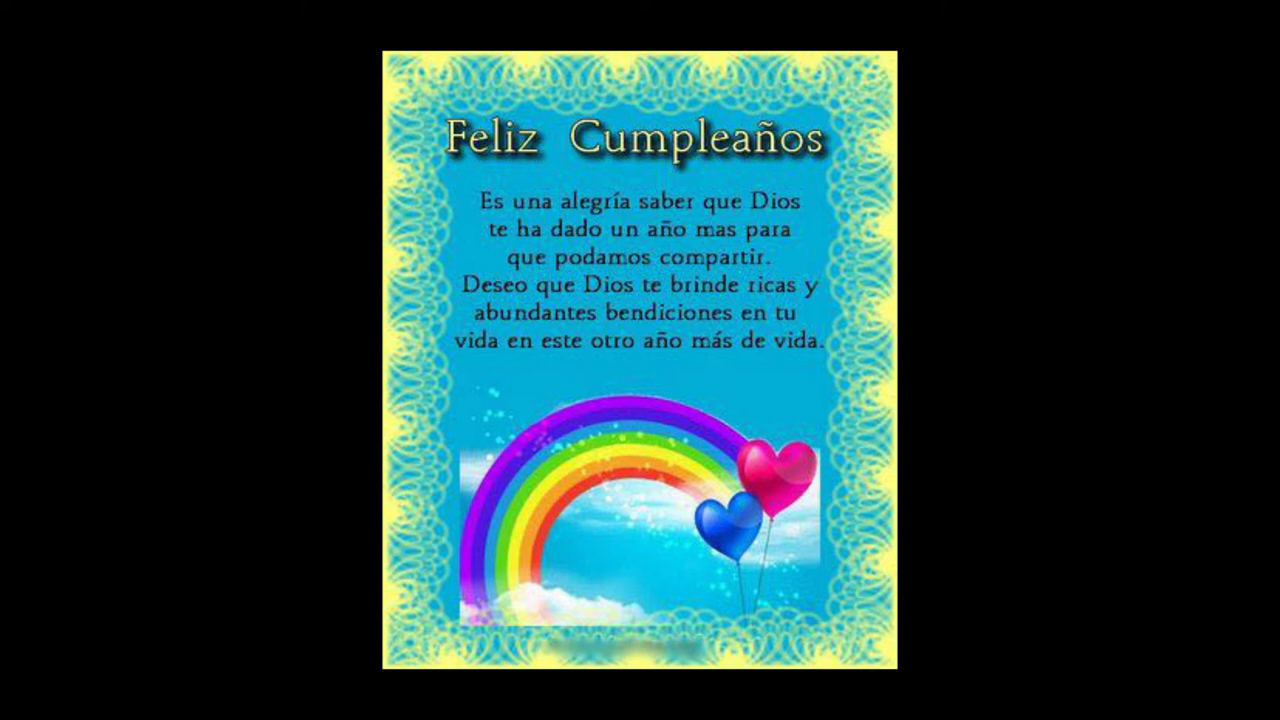 Feliz Cumpleaños
Es una alegría saber que Dios
te ha dado un año mas para
que podamos compartir.
Deseo que Dios te brinde ricas y
abundantes bendiciones en tu
vida en este otro año más de vida.